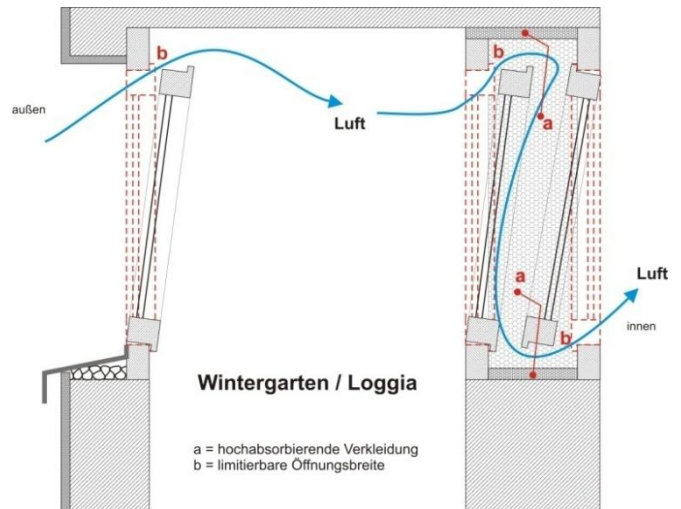 b
b
außen
Luft
a
a
Luft
b
innen
Wintergarten / Loggia
a = hochabsorbierende Verkleidung
b = limitierbare Öffnungsbreite